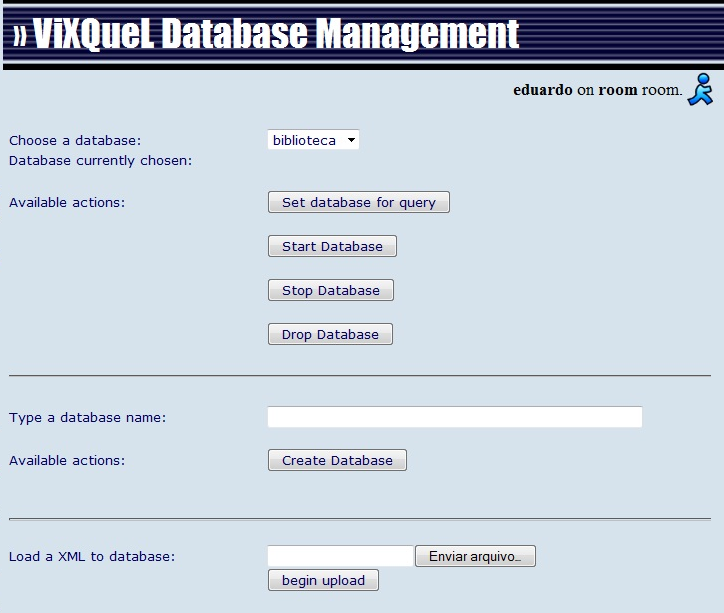 » ViXQueL Database Management
eduardo on room room.
Choose a database: biblioteca
Database currently chosen:
Available actions: Set database for query
Start Database
Stop Database
Drop Database
Type a database name:
Available actions: Create Database
Load a XML to database: Enviar arquivo...
begin upload